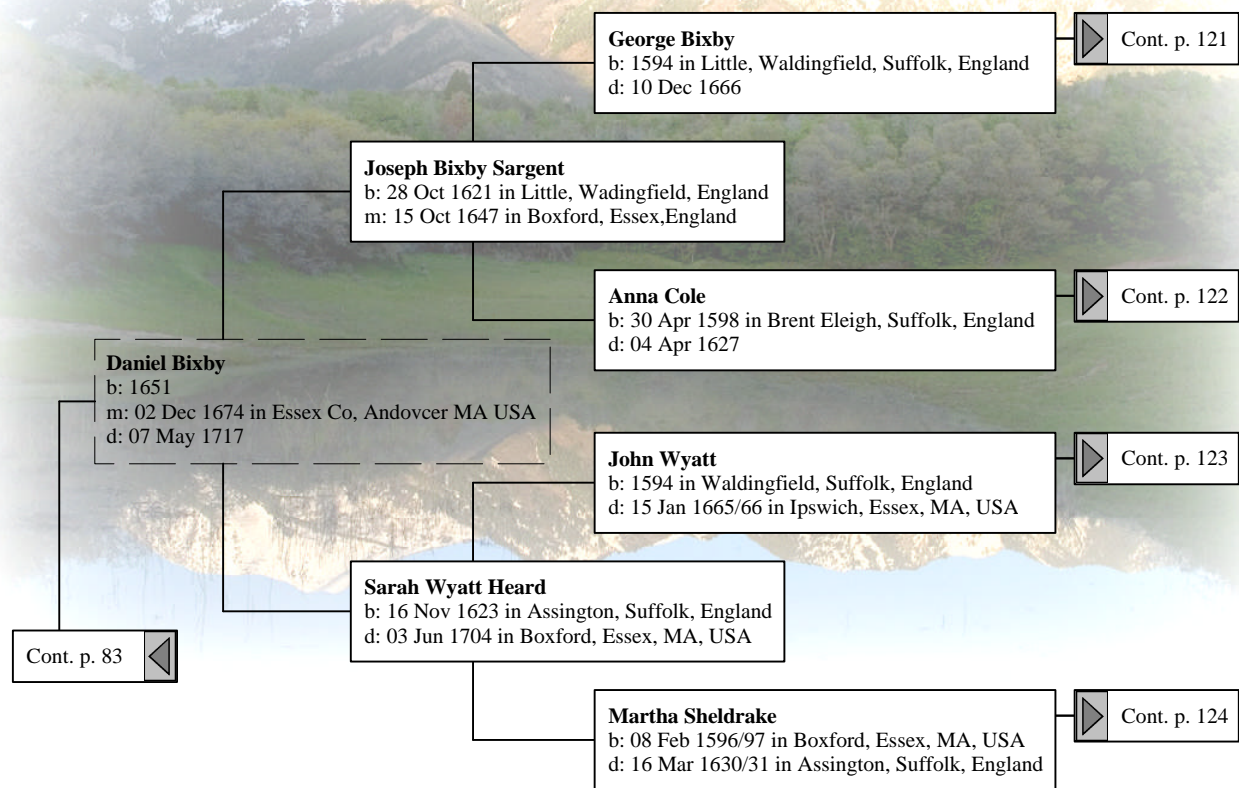 George Bixby
b: 1594 in Little, Waldingfield, Suffolk, England
d: 10 Dec 1666
Cont. p. 121
Joseph Bixby Sargent
b: 28 Oct 1621 in Little, Wadingfield, England
m: 15 Oct 1647 in Boxford, Essex,England
Anna Cole
b: 30 Apr 1598 in Brent Eleigh, Suffolk, England
d: 04 Apr 1627
Cont. p. 122
Daniel Bixby
b: 1651
m: 02 Dec 1674 in Essex Co, Andovcer MA USA
d: 07 May 1717
John Wyatt
b: 1594 in Waldingfield, Suffolk, England
d: 15 Jan 1665/66 in Ipswich, Essex, MA, USA
Cont. p. 123
Sarah Wyatt Heard
b: 16 Nov 1623 in Assington, Suffolk, England
d: 03 Jun 1704 in Boxford, Essex, MA, USA
Cont. p. 83
Martha Sheldrake
b: 08 Feb 1596/97 in Boxford, Essex, MA, USA
d: 16 Mar 1630/31 in Assington, Suffolk, England
Cont. p. 124